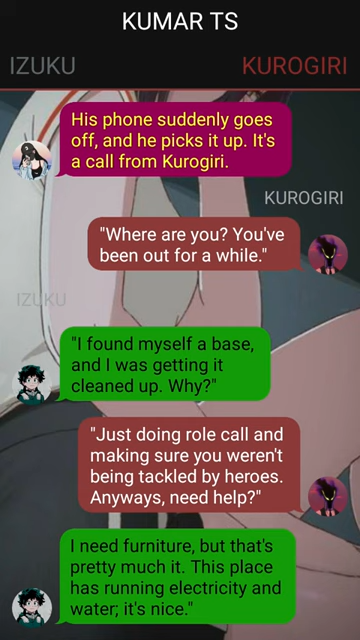 KUMAR TS
IZUKU
KUROGIRI
His phone suddenly goes
off, and he picks it up. It's
a call from Kurogiri.
KUROGIRI
"Where are you? You've
been out for a while."
IZUKU
"I found myself a base,
and I was getting it
cleaned up. Why?"
"Just doing role call and
making sure you weren't
being tackled by heroes.
Anyways, need help?"
I need furniture, but that's
pretty much it. This place
has running electricity and
water; it's nice."